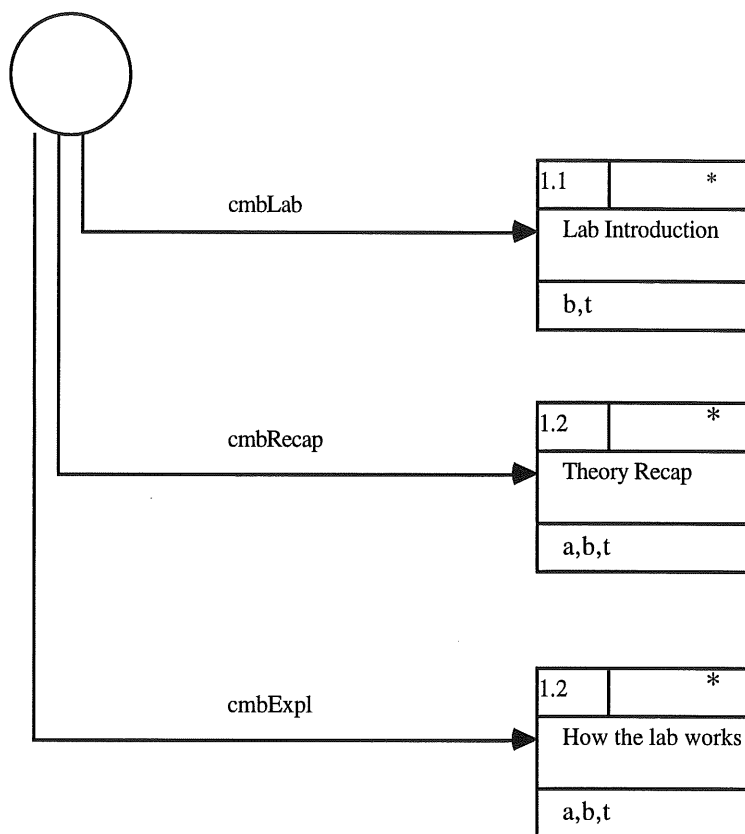 1.1 *
cmbLab
Lab Introduction
b,t
1.2 *
cmbRecap
Theory Recap
a,b,t
1.2 *
cmbExpl
How the lab works
a,b,t